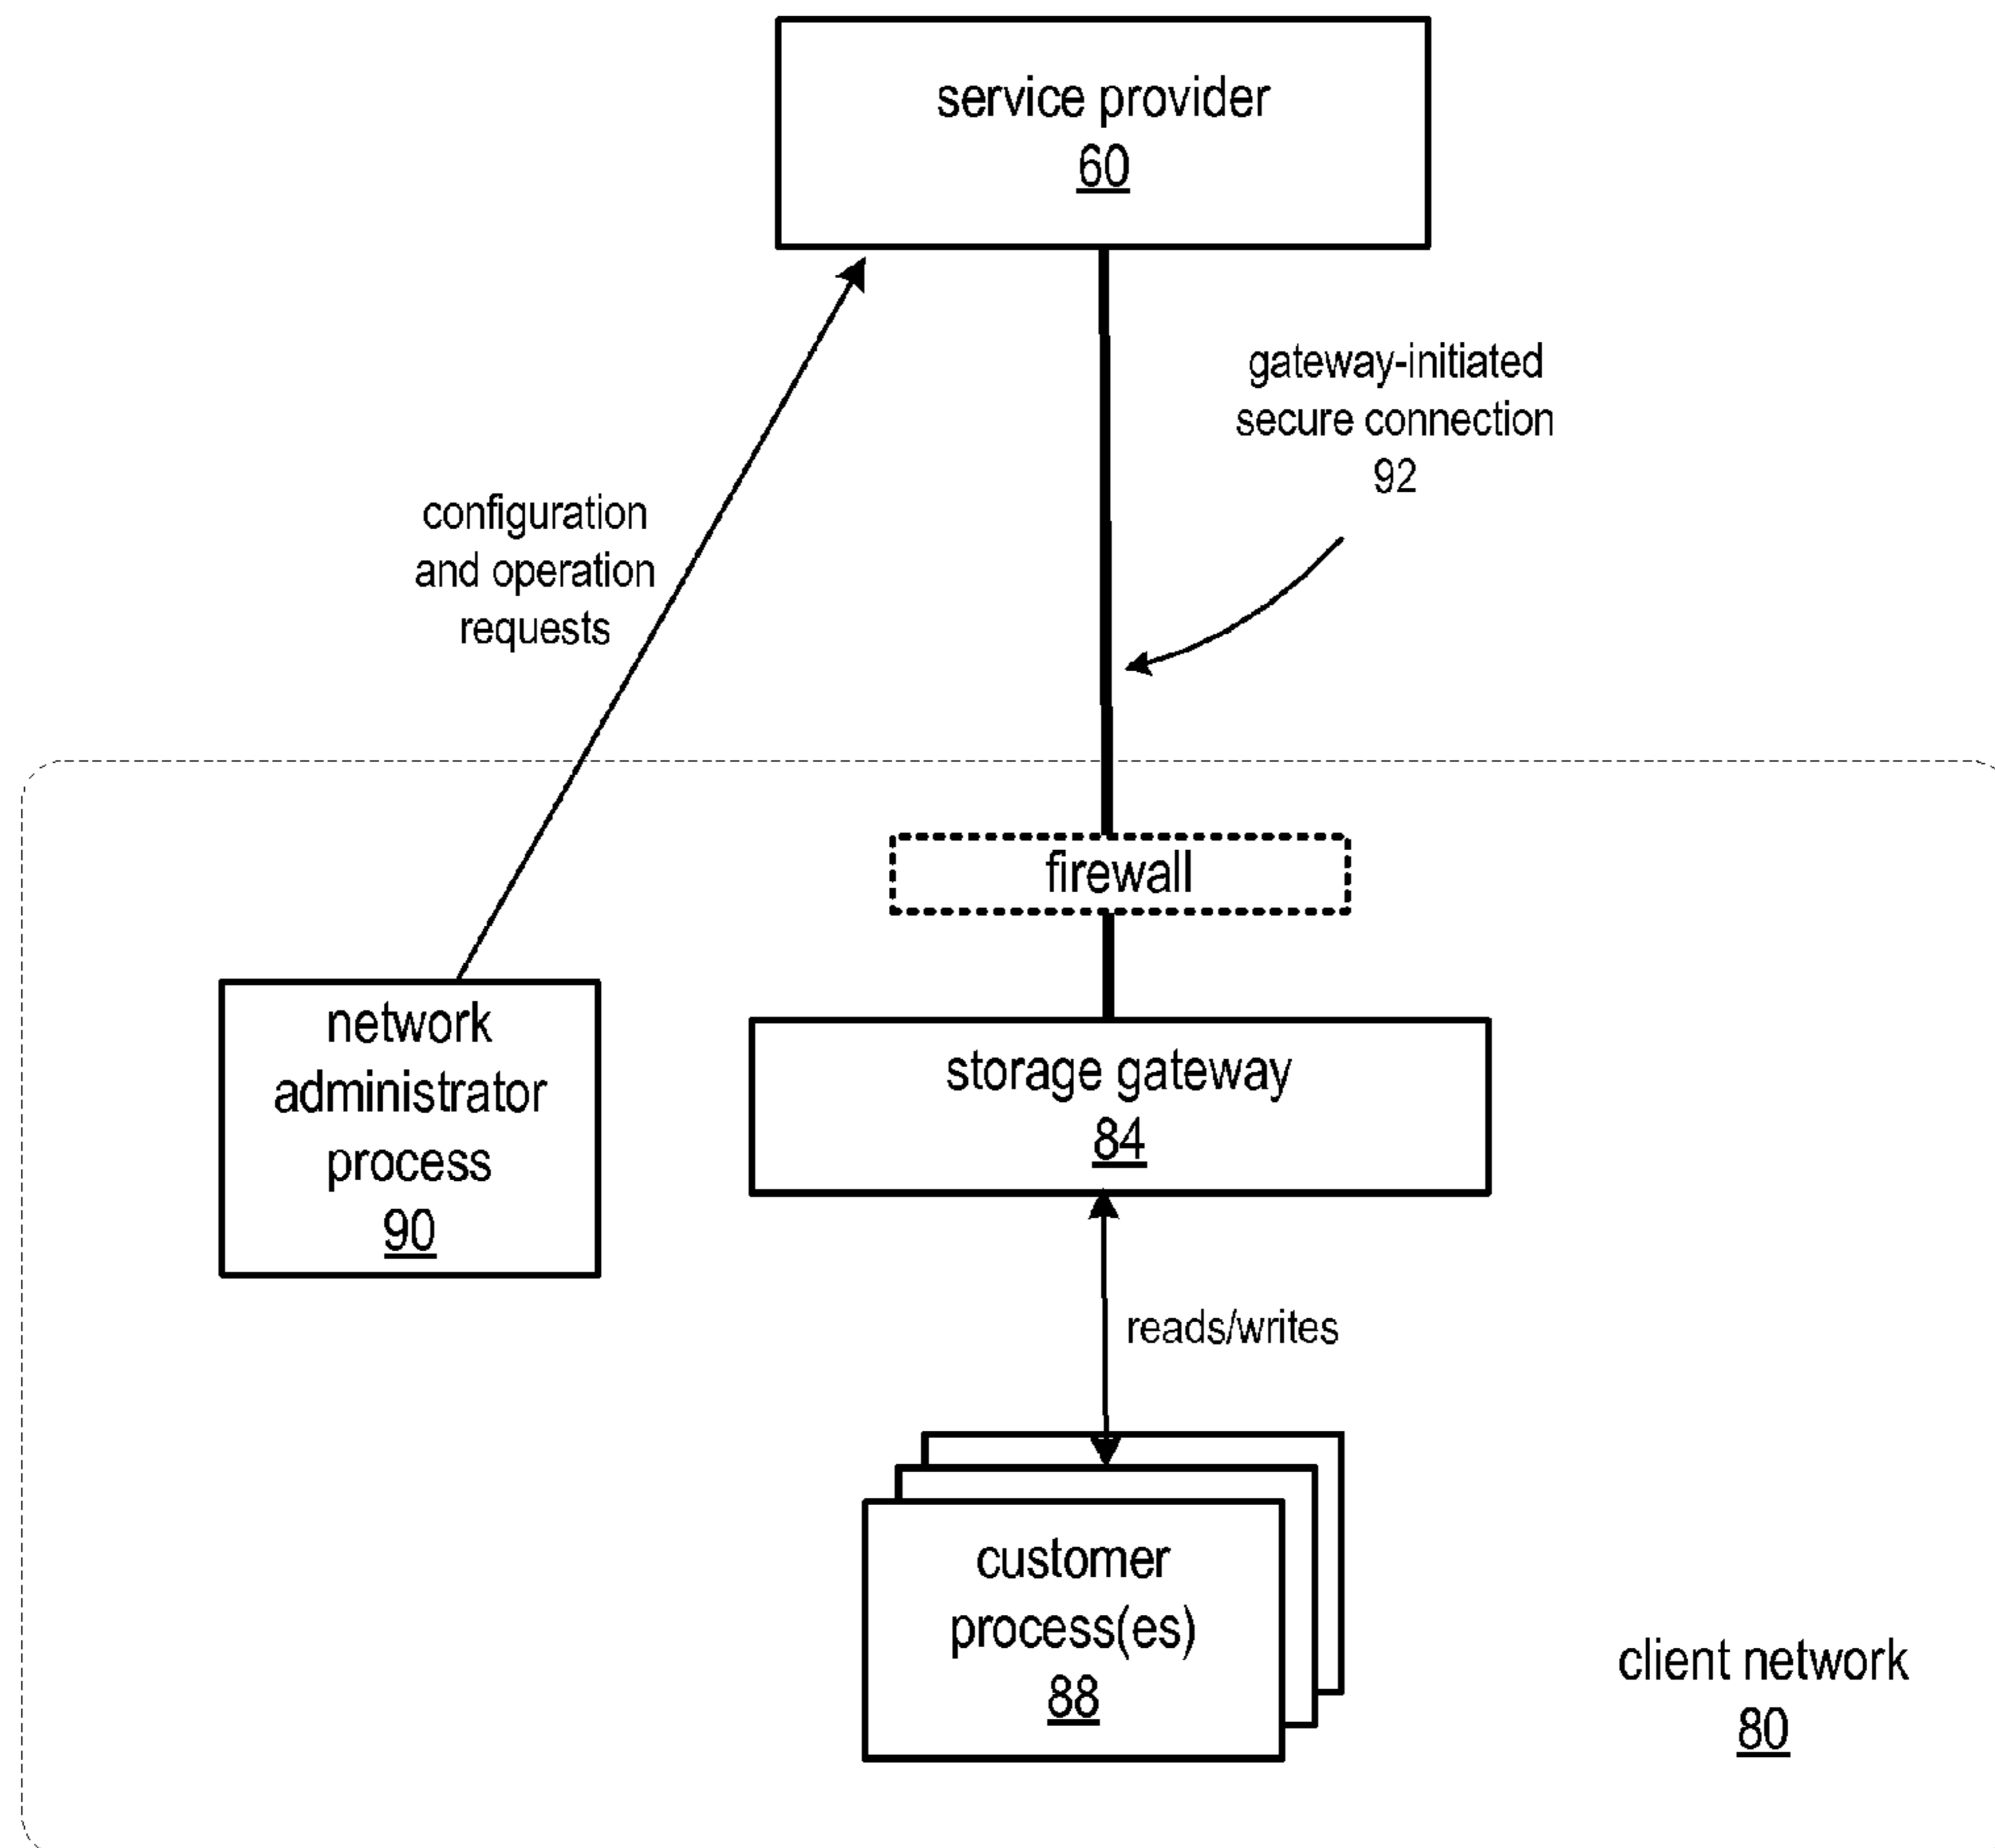 service provider
60
gateway-initiated
secure connection
92
configuration
and operation
requests
firewall
network
administrator
process
90
storage gateway
84
reads/writes
customer
process(es)
88
client network
80